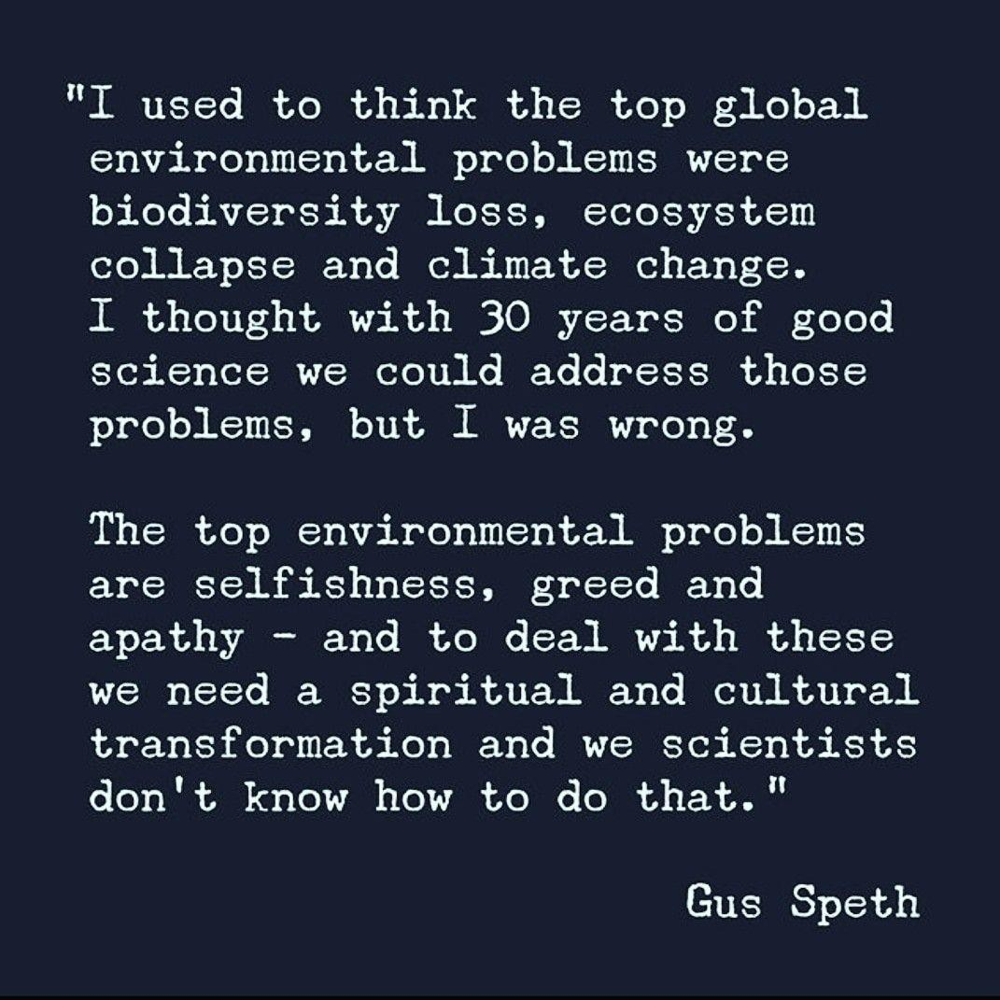 "I used to think the top global
environmental problems were
biodiversity loss, ecosystem
collapse and climate change.
I thought with 30 years of good
science we could address those
problems, but I was wrong.
The top environmental problems
are selfishness, greed and
apathy - and to deal with these
we need a spiritual and cultural
transformation and we scientists
don't know how to do that."
Gus Speth